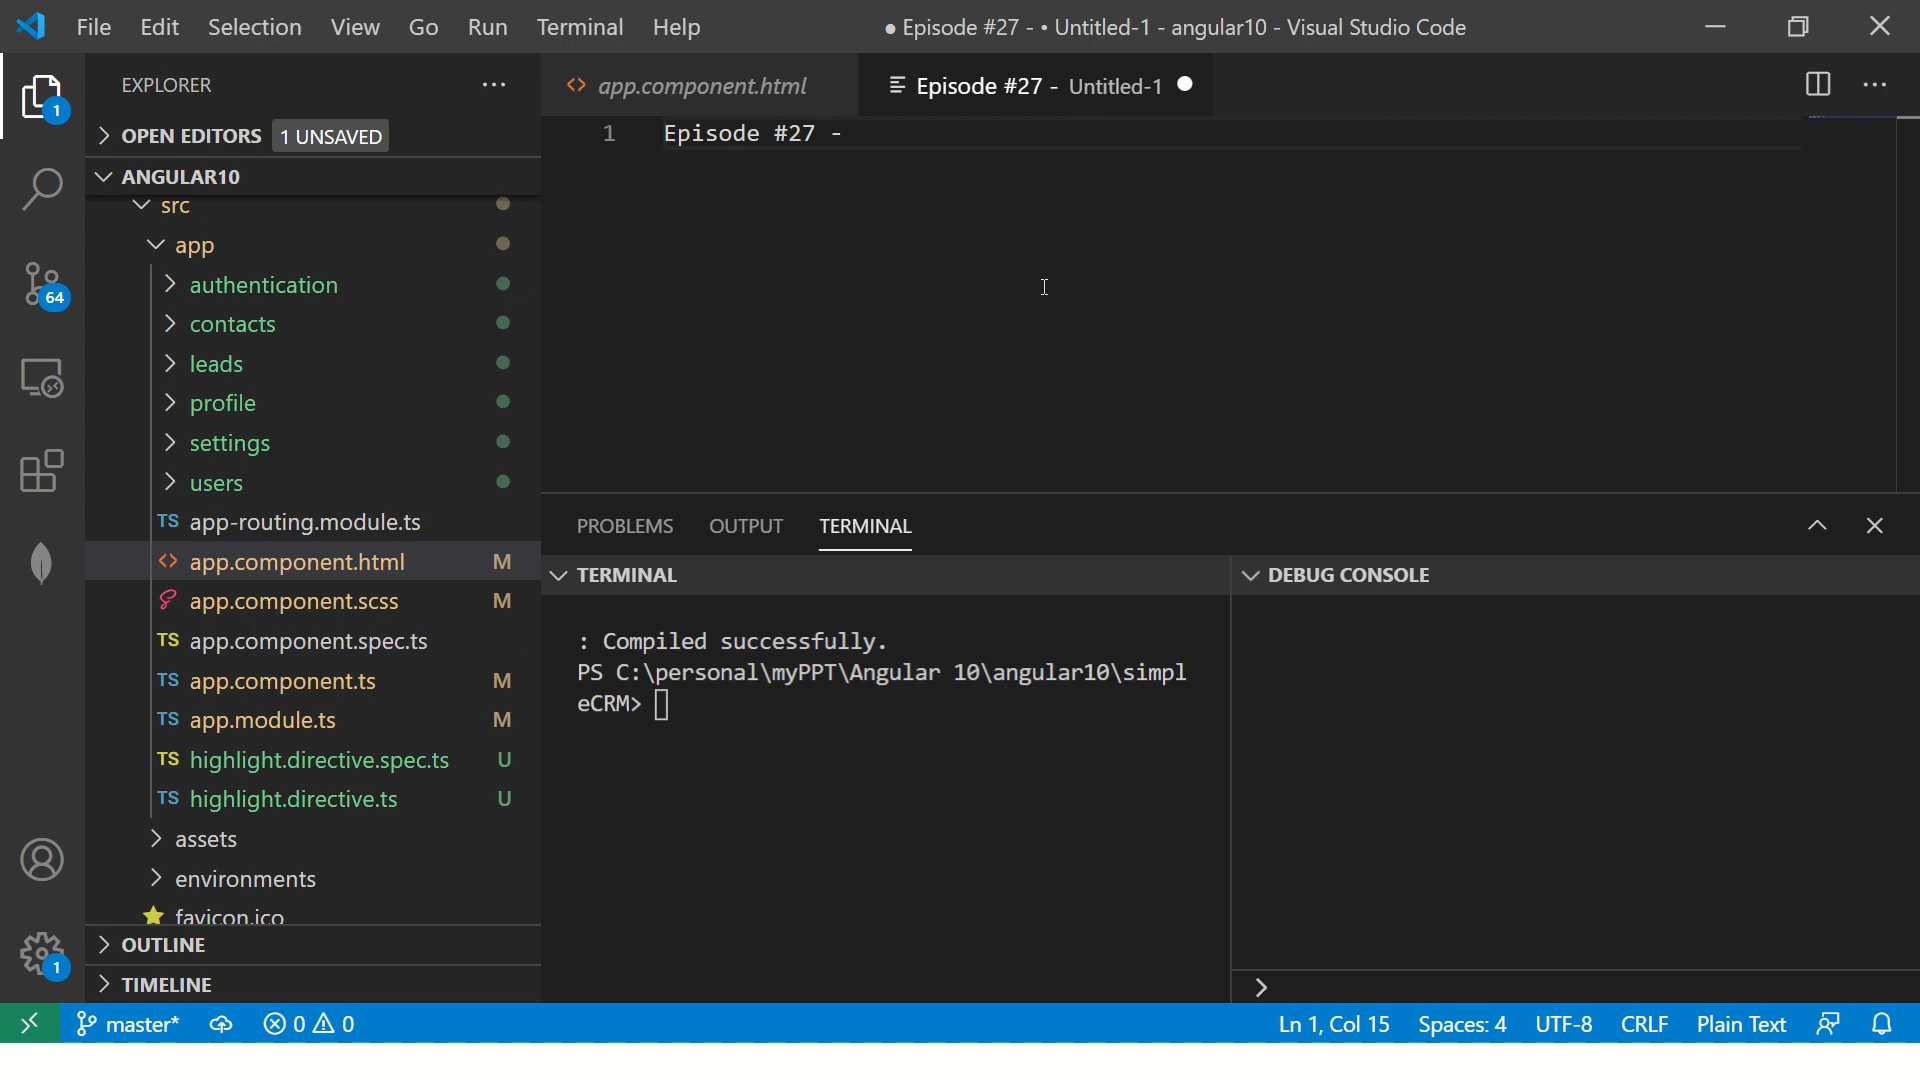 File Edit Selection View Go Run Terminal Help
● Episode #27 - • Untitled-1 - angular10 - Visual Studio Code
EXPLORER
1
OPEN EDITORS 1 UNSAVED
ANGULAR10
src
app
authentication
contacts
leads
profile
settings
users
TS app-routing.module.ts
<> app.component.html M
app.component.scss M
TS app.component.spec.ts
TS app.component.ts M
TS app.module.ts M
TS highlight.directive.spec.ts U
TS highlight.directive.ts U
assets
environments
favicon.ico
OUTLINE
TIMELINE
64
1
<> app.component.html
Episode #27 - Untitled-1 ●
1 Episode #27 -
PROBLEMS OUTPUT TERMINAL
TERMINAL
: Compiled successfully.
PS C:\personal\myPPT\Angular 10\angular10\simpl
eCRM>
DEBUG CONSOLE
>
master* 0 0
Ln 1, Col 15 Spaces: 4 UTF-8 CRLF Plain Text